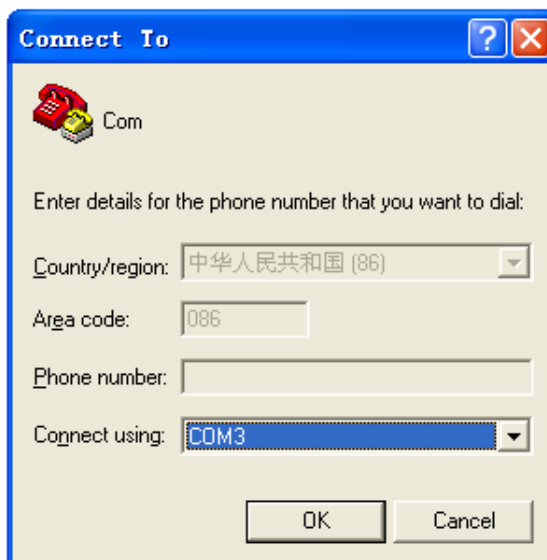 Connect To
Com
Enter details for the phone number that you want to dial:
Country/region: 中华人民共和国 (86)
Area code: 086
Phone number:
Connect using: COM3
OK Cancel